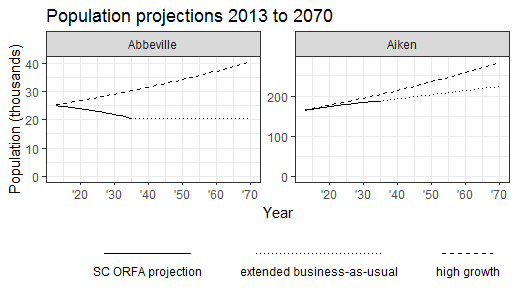 Population projections 2013 to 2070
Abbeville
Aiken
Population (thousands)
40
30
20
10
0
200
100
0
'20 '30 '40 '50 '60 '70
'20 '30 '40 '50 '60 '70
Year
SC ORFA projection
extended business-as-usual
high growth